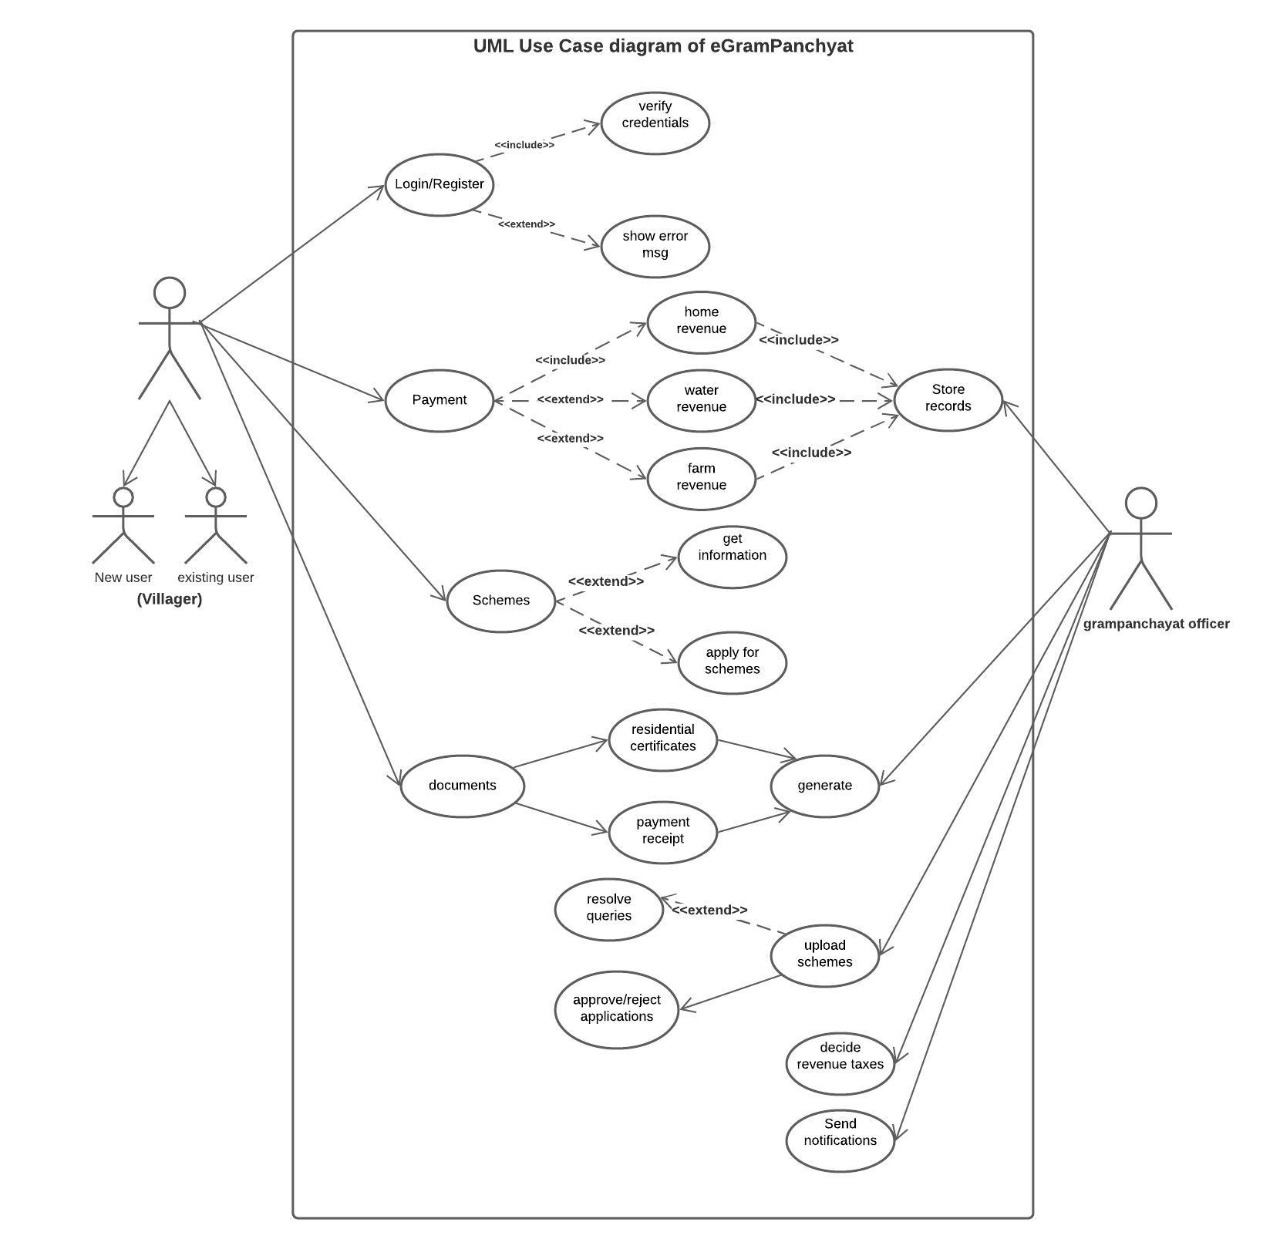 UML Use Case diagram of eGramPanchyat
verify
credentials
<<include>>
Login/Register
<<extend>>
show error
msg
home
revenue
<<include>>
<<include>>
Payment
<<extend>>
water
revenue
<<include>>
Store
records
<<extend>>
farm
revenue
<<include>>
get
information
<<extend>>
Schemes
<<extend>>
apply for
schemes
New user
existing user
(Villager)
grampanchayat officer
residential
certificates
documents
generate
payment
receipt
resolve
queries
<<extend>>
upload
schemes
approve/reject
applications
decide
revenue taxes
Send
notifications